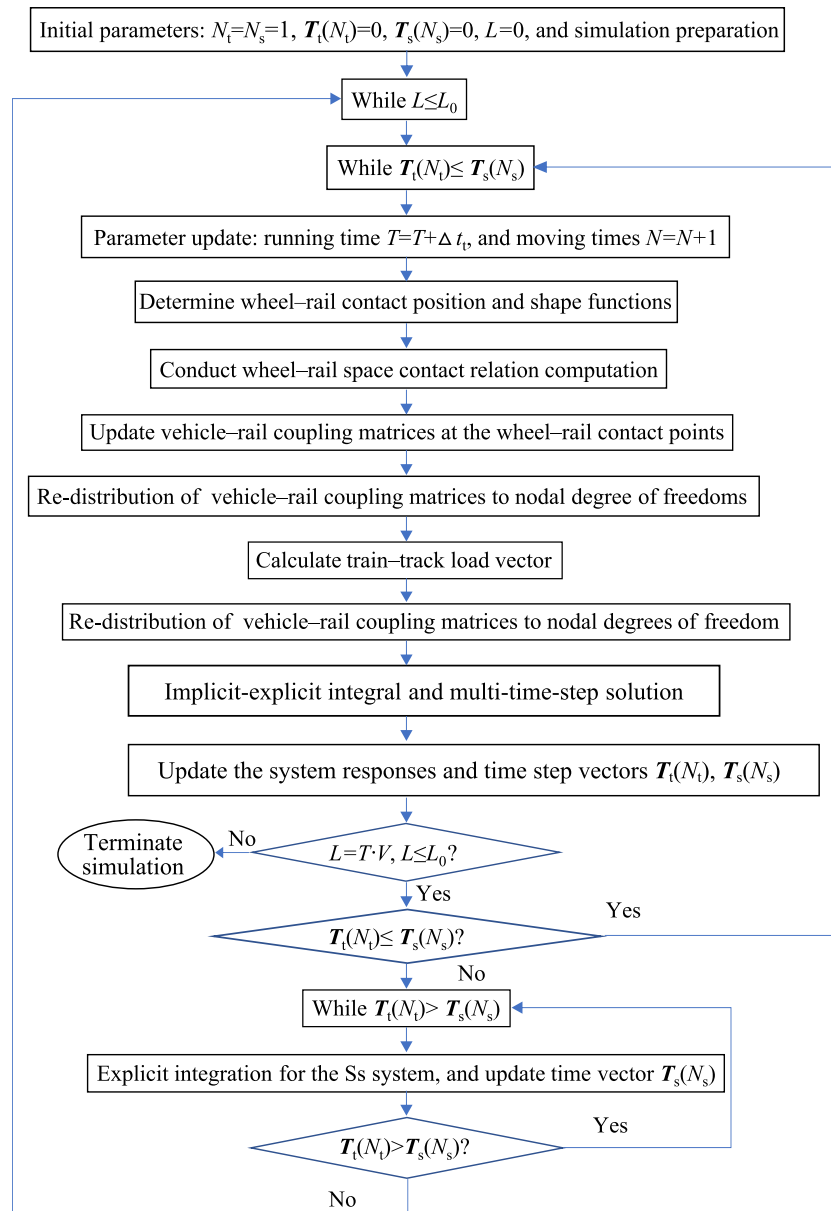 Initial parameters: Nt=Ns=1, Tt(Nt)=0, Ts(Ns)=0, L=0, and simulation preparation
While L≤L0
While Tt(Nt)≤ Ts(Ns)
Parameter update: running time T=T+Δtt, and moving times N=N+1
Determine wheel–rail contact position and shape functions
Conduct wheel–rail space contact relation computation
Update vehicle–rail coupling matrices at the wheel–rail contact points
Re-distribution of vehicle–rail coupling matrices to nodal degree of freedoms
Calculate train–track load vector
Re-distribution of vehicle–rail coupling matrices to nodal degrees of freedom
Implicit-explicit integral and multi-time-step solution
Update the system responses and time step vectors Tt(Nt), Ts(Ns)
Terminate
simulation
No
L=T·V, L≤L0?
Yes
Tt(Nt)≤ Ts(Ns)?
Yes
No
While Tt(Nt)> Ts(Ns)
Explicit integration for the Ss system, and update time vector Ts(Ns)
Tt(Nt)>Ts(Ns)?
Yes
No